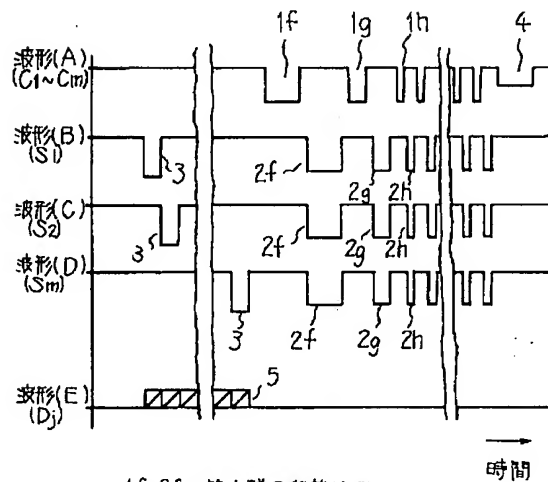 1f 1g 1h 4
波形(A)
(C1~Cm)
波形(B)
(S1)
3 2f 2g 2h
波形(C)
(S2)
3 2f 2g 2h
波形(D)
(Sm)
3 2f 2g 2h
波形(E)
(Dj)
5
時間